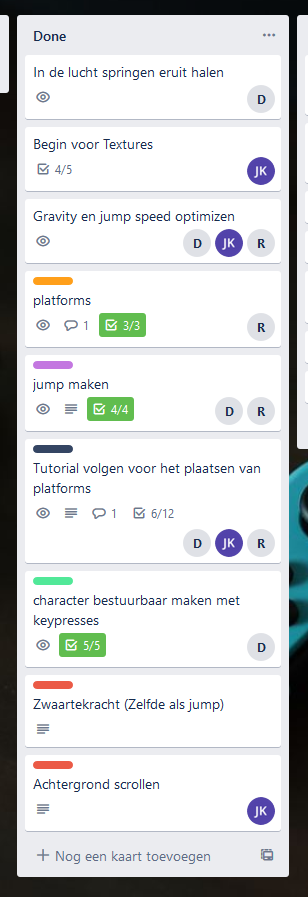 Done
In de lucht springen eruit halen
D
Begin voor Textures
4/5
JK
Gravity en jump speed optimizen
D JK R
platforms
1 3/3
R
jump maken
4/4
D R
Tutorial volgen voor het plaatsen van
platforms
1 6/12
D JK R
character bestuurbaar maken met
keypresses
5/5
D
Zwaartekracht (Zelfde als jump)
Achtergrond scrollen
JK
Nog een kaart toevoegen